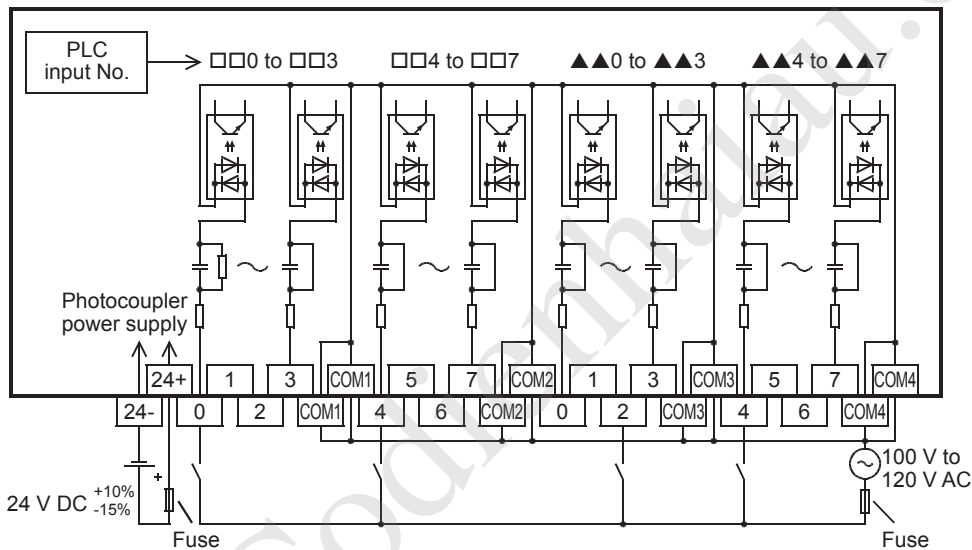 PLC
input No.
□□0 to □□3
□□4 to □□7
▲▲0 to ▲▲3
▲▲4 to ▲▲7
Photocoupler
power supply
24+ 1 3 COM1 5 7 COM2 1 3 COM3 5 7 COM4
24- 0 2 COM1 4 6 COM2 0 2 COM3 4 6 COM4
+
24 V DC +10%
-15%
Fuse
100 V to
120 V AC
Fuse
Codienhaiau.